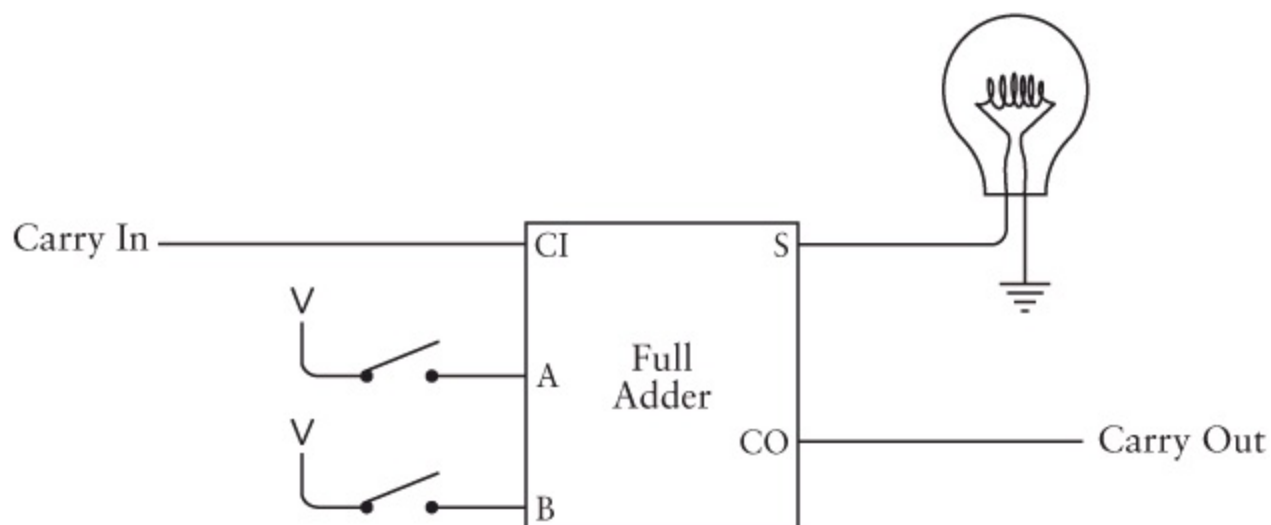 Carry In
CI
S
V
A
Full
Adder
V
CO
Carry Out
B